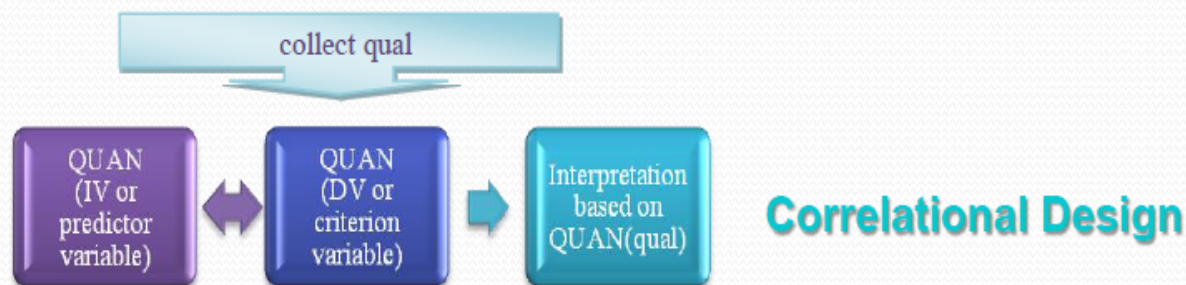 collect qual
QUAN
(IV or
predictor
variable)
QUAN
(DV or
criterion
variable)
Interpretation
based on
QUAN(qual)
Correlational Design